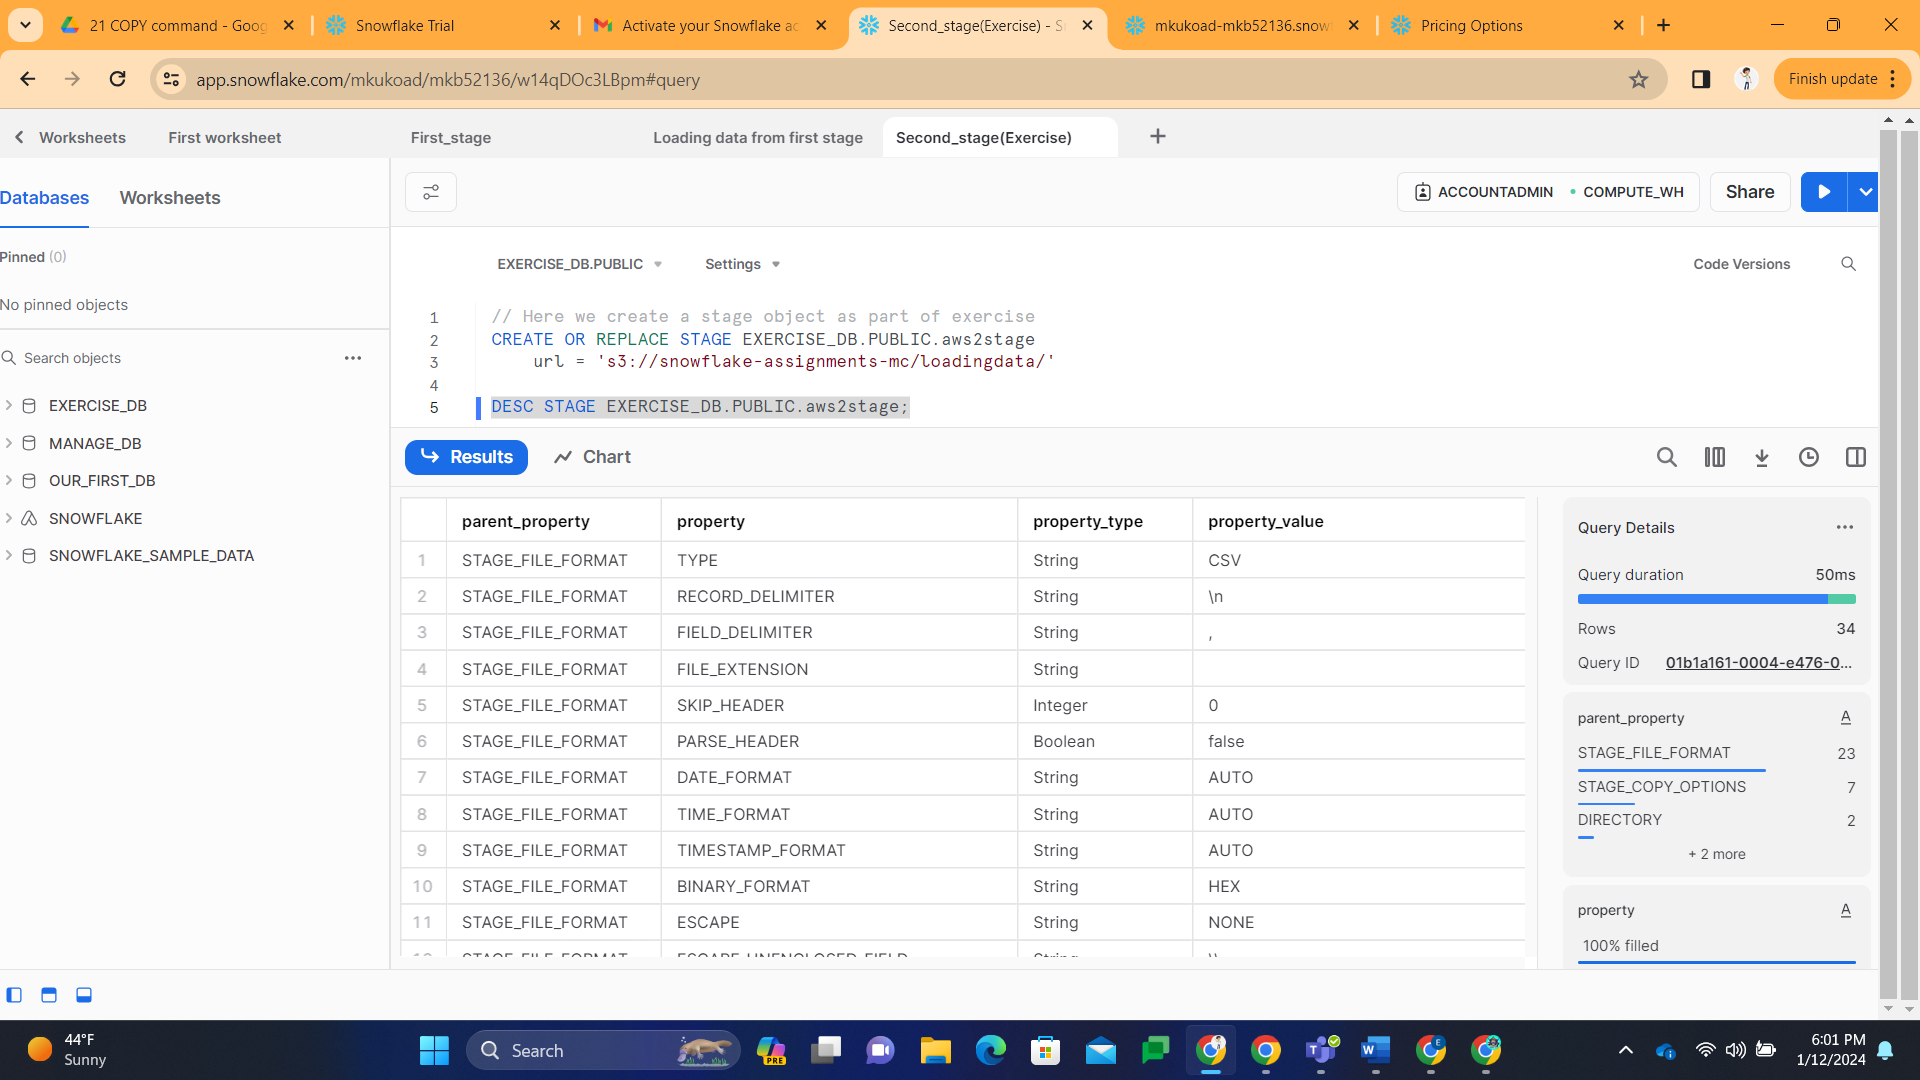 21 COPY command - Goog
Snowflake Trial
Activate your Snowflake ac
Second_stage(Exercise) - S
mkukoad-mkb52136.snow
Pricing Options
app.snowflake.com/mkukoad/mkb52136/w14qDOc3LBpm#query
Finish update
Worksheets
First worksheet
First_stage
Loading data from first stage
Second_stage(Exercise)
Databases
Worksheets
ACCOUNTADMIN
COMPUTE_WH
Share
Pinned (0)
No pinned objects
Search objects
EXERCISE_DB
MANAGE_DB
OUR_FIRST_DB
SNOWFLAKE
SNOWFLAKE_SAMPLE_DATA
EXERCISE_DB.PUBLIC
Settings
Code Versions
1 // Here we create a stage object as part of exercise
2 CREATE OR REPLACE STAGE EXERCISE_DB.PUBLIC.aws2stage
3 url = 's3://snowflake-assignments-mc/loadingdata/'
4
5 DESC STAGE EXERCISE_DB.PUBLIC.aws2stage;
Results
Chart
parent_property property property_type property_value
1 STAGE_FILE_FORMAT TYPE String CSV
2 STAGE_FILE_FORMAT RECORD_DELIMITER String \n
3 STAGE_FILE_FORMAT FIELD_DELIMITER String ,
4 STAGE_FILE_FORMAT FILE_EXTENSION String
5 STAGE_FILE_FORMAT SKIP_HEADER Integer 0
6 STAGE_FILE_FORMAT PARSE_HEADER Boolean false
7 STAGE_FILE_FORMAT DATE_FORMAT String AUTO
8 STAGE_FILE_FORMAT TIME_FORMAT String AUTO
9 STAGE_FILE_FORMAT TIMESTAMP_FORMAT String AUTO
10 STAGE_FILE_FORMAT BINARY_FORMAT String HEX
11 STAGE_FILE_FORMAT ESCAPE String NONE
Query Details
Query duration 50ms
Rows 34
Query ID 01b1a161-0004-e476-0...
parent_property A
STAGE_FILE_FORMAT 23
STAGE_COPY_OPTIONS 7
DIRECTORY 2
+ 2 more
property A
100% filled
44°F
Sunny
Search
PRE
6:01 PM
1/12/2024